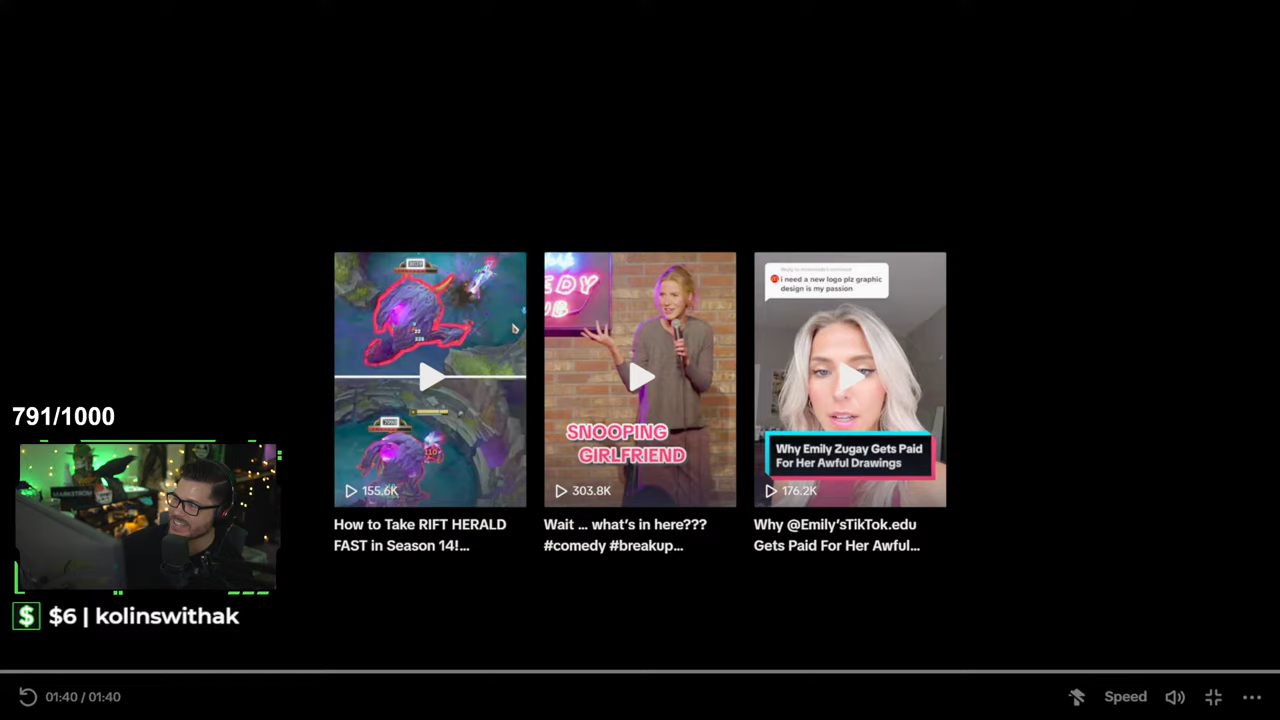 i need a new logo plz graphic
design is my passion
EDY
UB
SNOOPING
GIRLFRIEND
Why Emily Zugay Gets Paid
For Her Awful Drawings
155.6K
303.8K
176.2K
How to Take RIFT HERALD
FAST in Season 14!...
Wait ... what's in here???
#comedy #breakup...
Why @Emily'sTikTok.edu
Gets Paid For Her Awful...
791/1000
MARKSTROM
$ $6 | kolinswithak
01:40 / 01:40
Speed